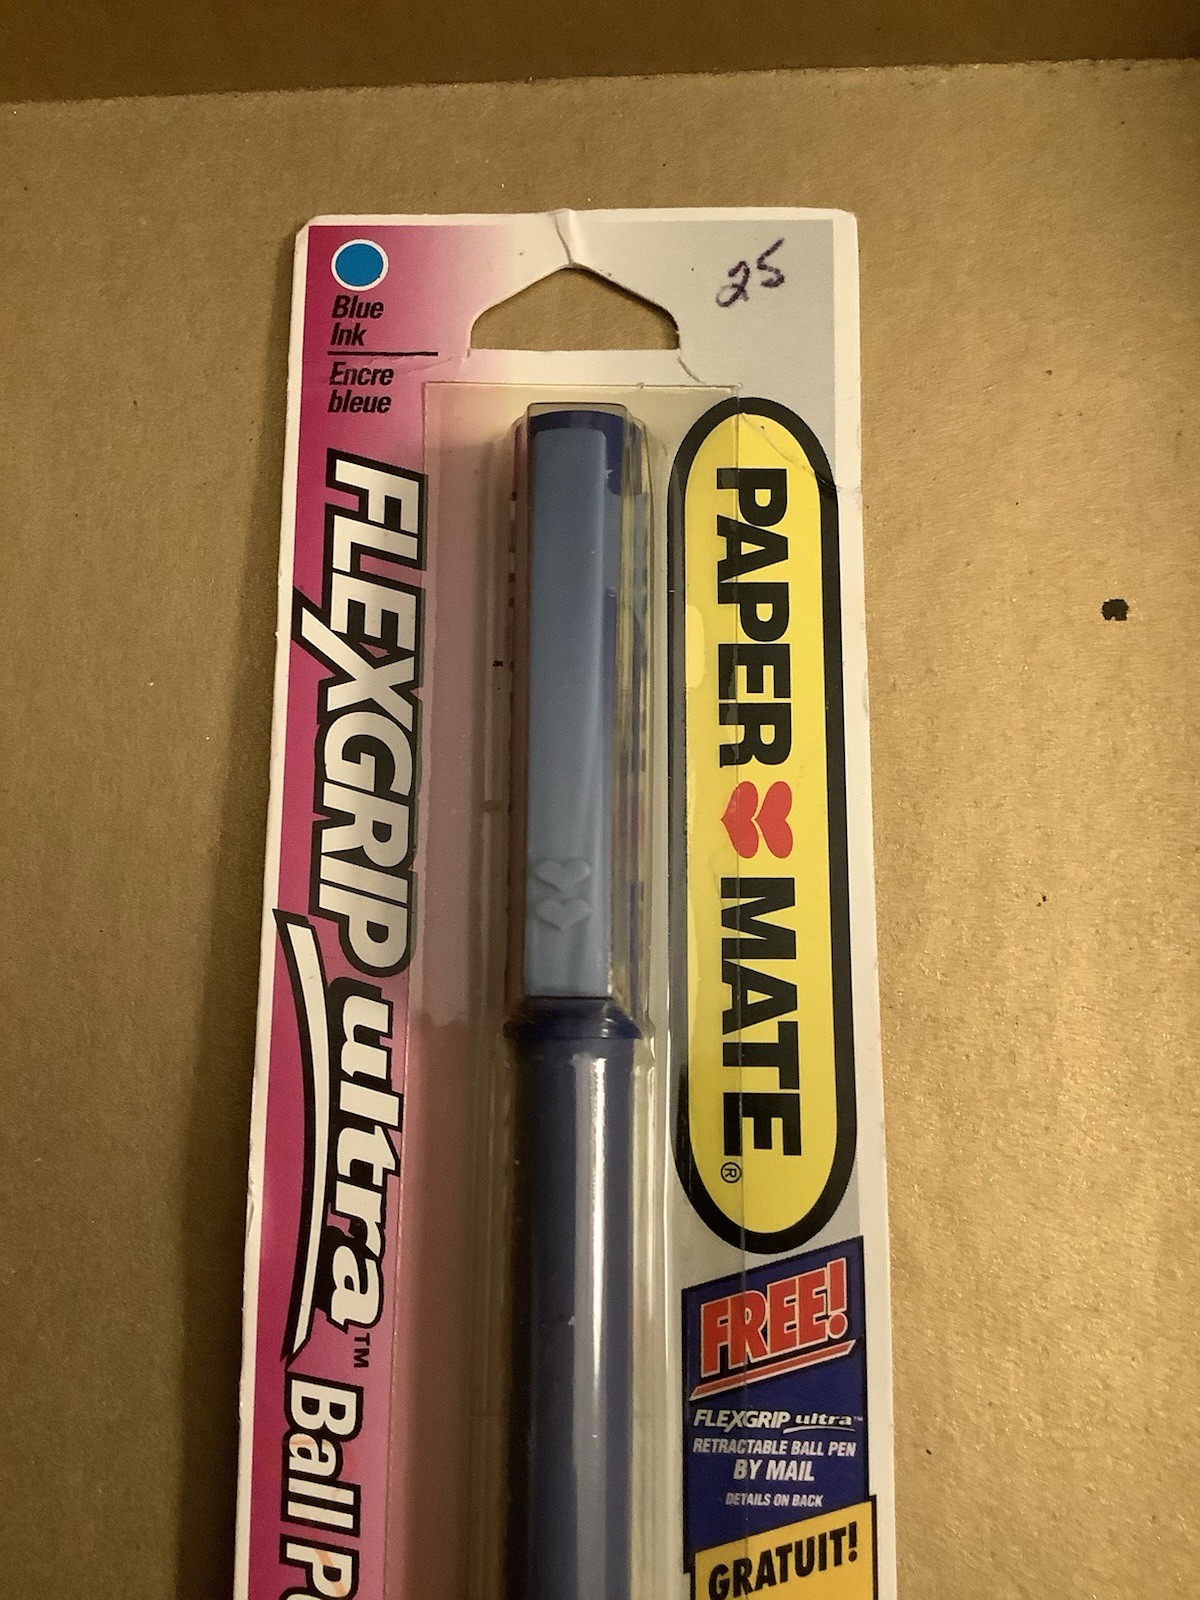 25
Blue
Ink
Encre
bleue
FLEXGRIP ultra™ Ball
PAPER MATE®
FREE!
FLEXGRIP ultra™
RETRACTABLE BALL PEN
BY MAIL
DETAILS ON BACK
GRATUIT!